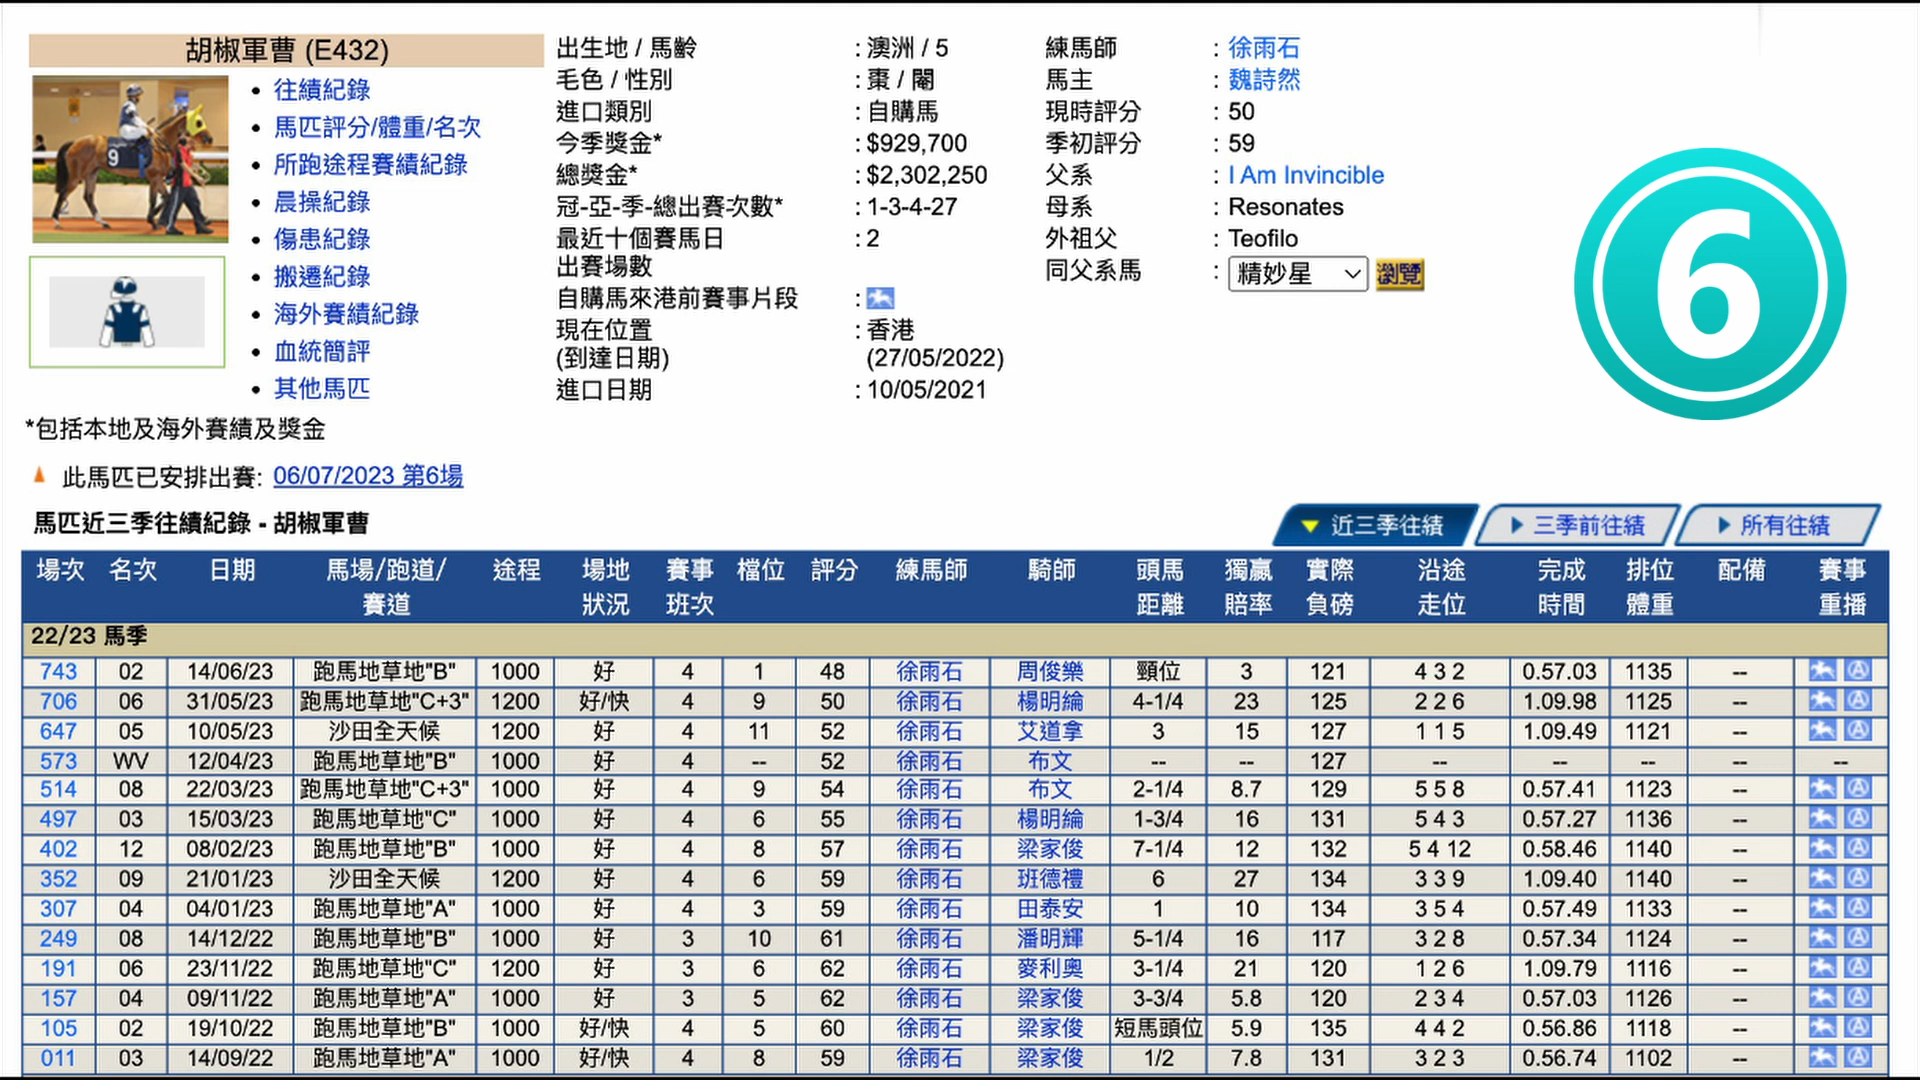 胡椒軍曹 (E432)
往績紀錄
馬匹評分/體重/名次
所跑途程賽績紀錄
晨操紀錄
傷患紀錄
搬遷紀錄
海外賽績紀錄
血統簡評
其他馬匹
9
出生地 / 馬齡 : 澳洲 / 5
毛色 / 性別 : 棗 / 閹
進口類別 : 自購馬
今季獎金* : $929,700
總獎金* : $2,302,250
冠-亞-季-總出賽次數* : 1-3-4-27
最近十個賽馬日 : 2
出賽場數
自購馬來港前賽事片段 :
現在位置 : 香港
(到達日期) (27/05/2022)
進口日期 : 10/05/2021
練馬師 : 徐雨石
馬主 : 魏詩然
現時評分 : 50
季初評分 : 59
父系 : I Am Invincible
母系 : Resonates
外祖父 : Teofilo
同父系馬 : 精妙星 瀏覽
6
*包括本地及海外賽績及獎金
此馬匹已安排出賽: 06/07/2023 第6場
馬匹近三季往績紀錄 - 胡椒軍曹
近三季往績 三季前往績 所有往績
場次 名次 日期 馬場/跑道/ 途程 場地 賽事 檔位 評分 練馬師 騎師 頭馬 獨贏 實際 沿途 完成 排位 配備 賽事
賽道 狀況 班次 距離 賠率 負磅 走位 時間 體重 重播
22/23 馬季
743 02 14/06/23 跑馬地草地"B" 1000 好 4 1 48 徐雨石 周俊樂 頸位 3 121 4 3 2 0.57.03 1135 --
706 06 31/05/23 跑馬地草地"C+3" 1200 好/快 4 9 50 徐雨石 楊明綸 4-1/4 23 125 2 2 6 1.09.98 1125 --
647 05 10/05/23 沙田全天候 1200 好 4 11 52 徐雨石 艾道拿 3 15 127 1 1 5 1.09.49 1121 --
573 WV 12/04/23 跑馬地草地"B" 1000 好 4 -- 52 徐雨石 布文 -- -- 127 -- -- -- -- --
514 08 22/03/23 跑馬地草地"C+3" 1000 好 4 9 54 徐雨石 布文 2-1/4 8.7 129 5 5 8 0.57.41 1123 --
497 03 15/03/23 跑馬地草地"C" 1000 好 4 6 55 徐雨石 楊明綸 1-3/4 16 131 5 4 3 0.57.27 1136 --
402 12 08/02/23 跑馬地草地"B" 1000 好 4 8 57 徐雨石 梁家俊 7-1/4 12 132 5 4 12 0.58.46 1140 --
352 09 21/01/23 沙田全天候 1200 好 4 6 59 徐雨石 班德禮 6 27 134 3 3 9 1.09.40 1140 --
307 04 04/01/23 跑馬地草地"A" 1000 好 4 3 59 徐雨石 田泰安 1 10 134 3 5 4 0.57.49 1133 --
249 08 14/12/22 跑馬地草地"B" 1000 好 3 10 61 徐雨石 潘明輝 5-1/4 16 117 3 2 8 0.57.34 1124 --
191 06 23/11/22 跑馬地草地"C" 1200 好 3 6 62 徐雨石 麥利奧 3-1/4 21 120 1 2 6 1.09.79 1116 --
157 04 09/11/22 跑馬地草地"A" 1000 好 3 5 62 徐雨石 梁家俊 3-3/4 5.8 120 2 3 4 0.57.03 1126 --
105 02 19/10/22 跑馬地草地"B" 1000 好/快 4 5 60 徐雨石 梁家俊 短馬頭位 5.9 135 4 4 2 0.56.86 1118 --
011 03 14/09/22 跑馬地草地"A" 1000 好/快 4 8 59 徐雨石 梁家俊 1/2 7.8 131 3 2 3 0.56.74 1102 --